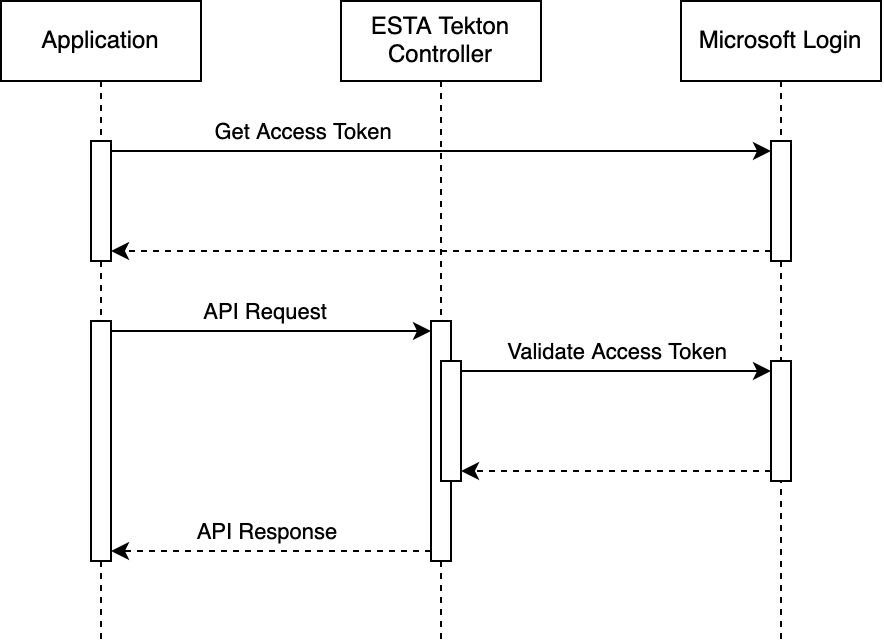 Application
ESTA Tekton
Controller
Microsoft Login
Get Access Token
API Request
Validate Access Token
API Response